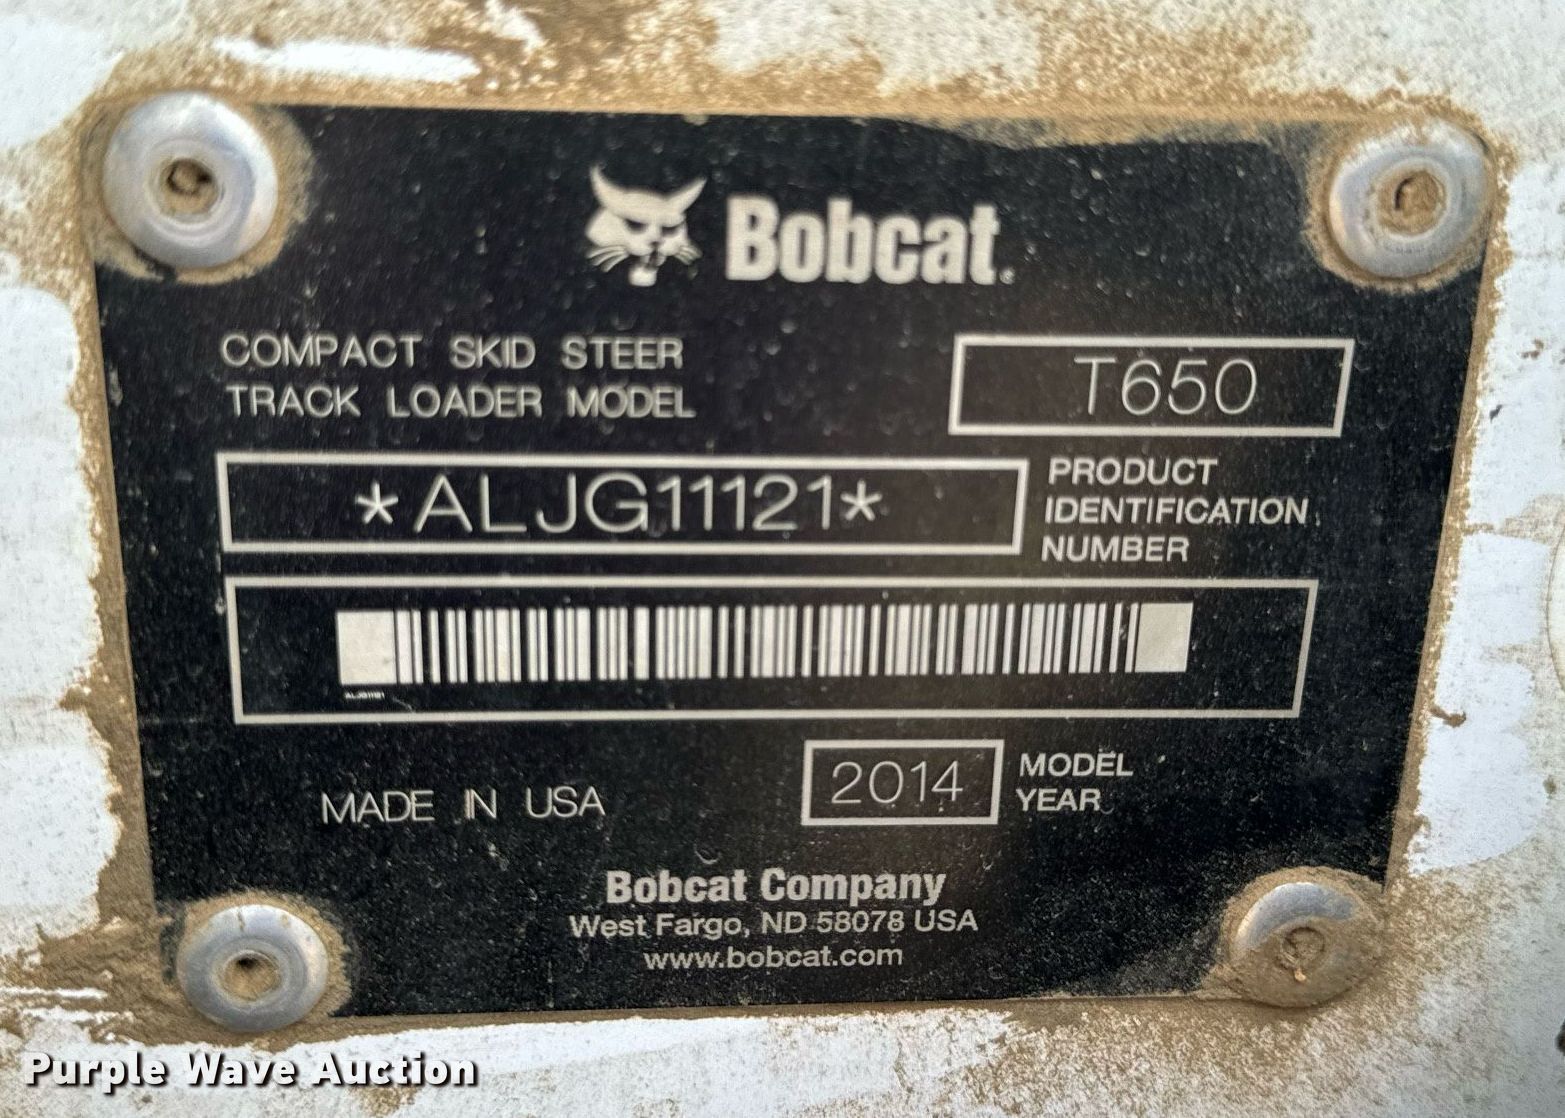 Bobcat.
COMPACT SKID STEER
TRACK LOADER MODEL
T650
*ALJG11121*
PRODUCT
IDENTIFICATION
NUMBER
MADE IN USA
2014
MODEL
YEAR
Bobcat Company
West Fargo, ND 58078 USA
www.bobcat.com
Purple Wave Auction